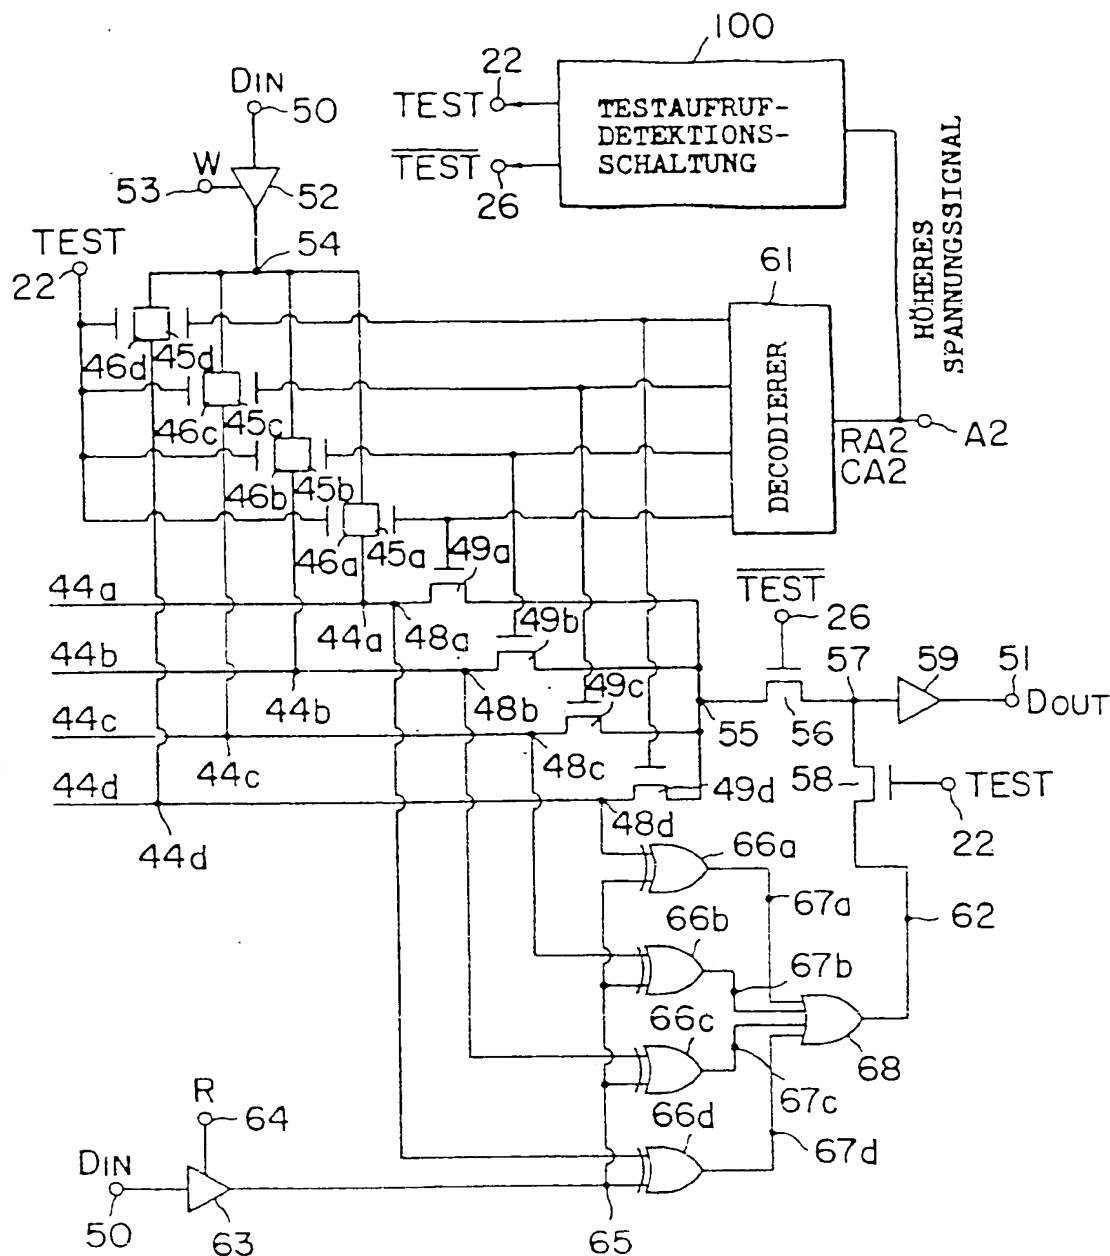 100
22
TEST
TESTAUFRUF-
DETEKTIONS-
SCHALTUNG
TEST
26
HÖHERES
SPANNUNGSSIGNAL
DIN
50
W
53
52
54
TEST
22
61
DECODIERER
RA2
CA2
A2
46d
45d
46c
45c
46b
45b
46a
45a
49a
44a
44a
48a
49b
44b
44b
48b
49c
44c
44c
48c
49d
44d
44d
48d
TEST
26
55
56
57
59
51
DOUT
58
TEST
22
62
66a
67a
66b
67b
66c
67c
66d
67d
68
R
64
DIN
50
63
65